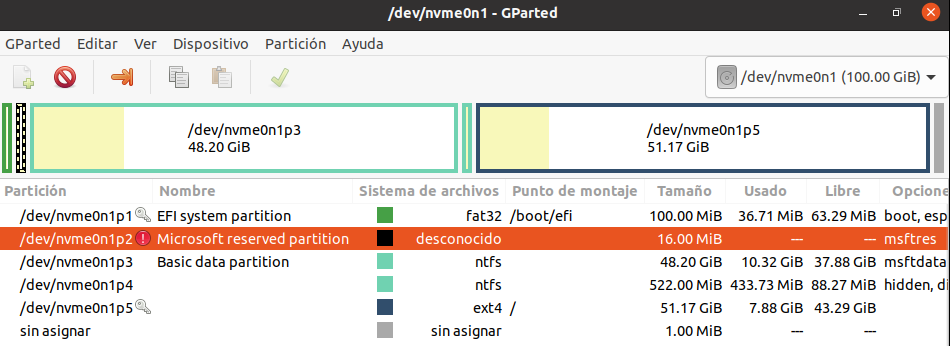 /dev/nvme0n1 - GParted
GParted Editar Ver Dispositivo Partición Ayuda
/dev/nvme0n1 (100.00 GiB)
/dev/nvme0n1p3
48.20 GiB
/dev/nvme0n1p5
51.17 GiB
Partición Nombre Sistema de archivos Punto de montaje Tamaño Usado Libre Opcione
/dev/nvme0n1p1 EFI system partition fat32 /boot/efi 100.00 MiB 36.71 MiB 63.29 MiB boot, esp
/dev/nvme0n1p2 Microsoft reserved partition desconocido 16.00 MiB --- --- msftres
/dev/nvme0n1p3 Basic data partition ntfs 48.20 GiB 10.32 GiB 37.88 GiB msftdata
/dev/nvme0n1p4 ntfs 522.00 MiB 433.73 MiB 88.27 MiB hidden, di
/dev/nvme0n1p5 ext4 / 51.17 GiB 7.88 GiB 43.29 GiB
sin asignar sin asignar 1.00 MiB --- ---